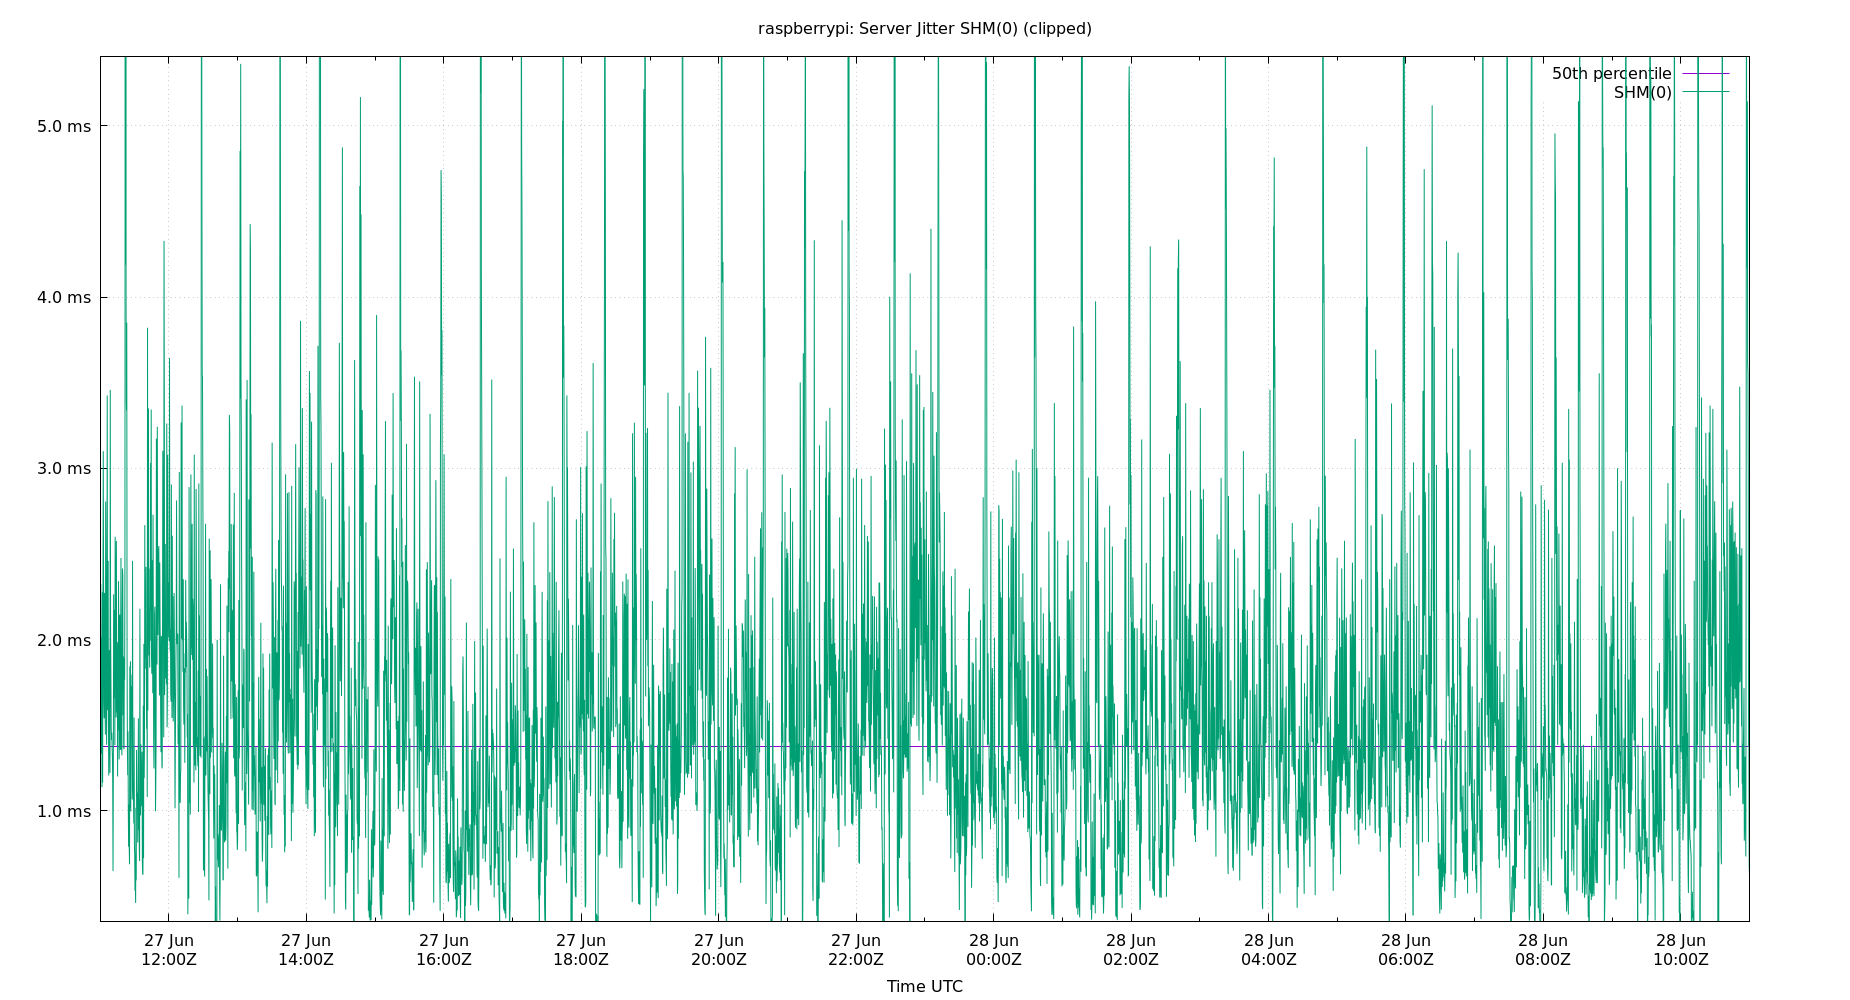 raspberrypi: Server Jitter SHM(0) (clipped)
50th percentile
SHM(0)
5.0 ms
4.0 ms
3.0 ms
2.0 ms
1.0 ms
27 Jun 27 Jun 27 Jun 27 Jun 27 Jun 27 Jun 28 Jun 28 Jun 28 Jun 28 Jun 28 Jun 28 Jun
12:00Z 14:00Z 16:00Z 18:00Z 20:00Z 22:00Z 00:00Z 02:00Z 04:00Z 06:00Z 08:00Z 10:00Z
Time UTC